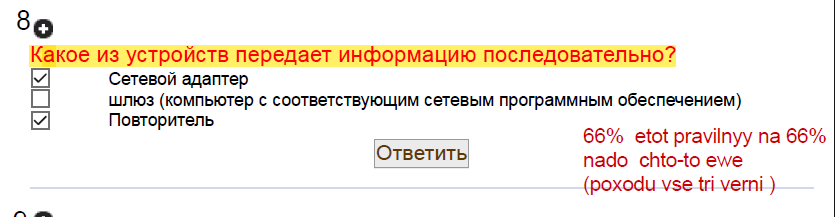 8
Какое из устройств передает информацию последовательно?
Сетевой адаптер
шлюз (компьютер с соответствующим сетевым программным обеспечением)
Повторитель
Ответить
66% etot pravilnyy na 66%
nado chto-to ewe
(poxodu vse tri verni )